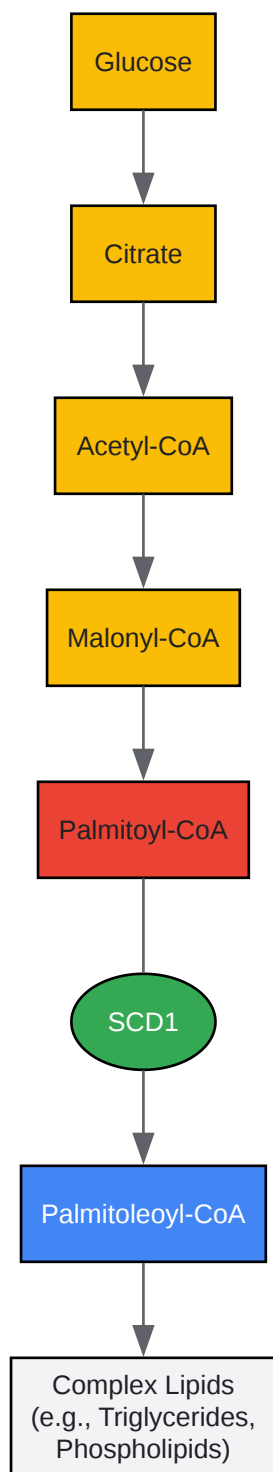 Glucose
Citrate
Acetyl-CoA
Malonyl-CoA
Palmitoyl-CoA
SCD1
Palmitoleoyl-CoA
Complex Lipids
(e.g., Triglycerides,
Phospholipids)